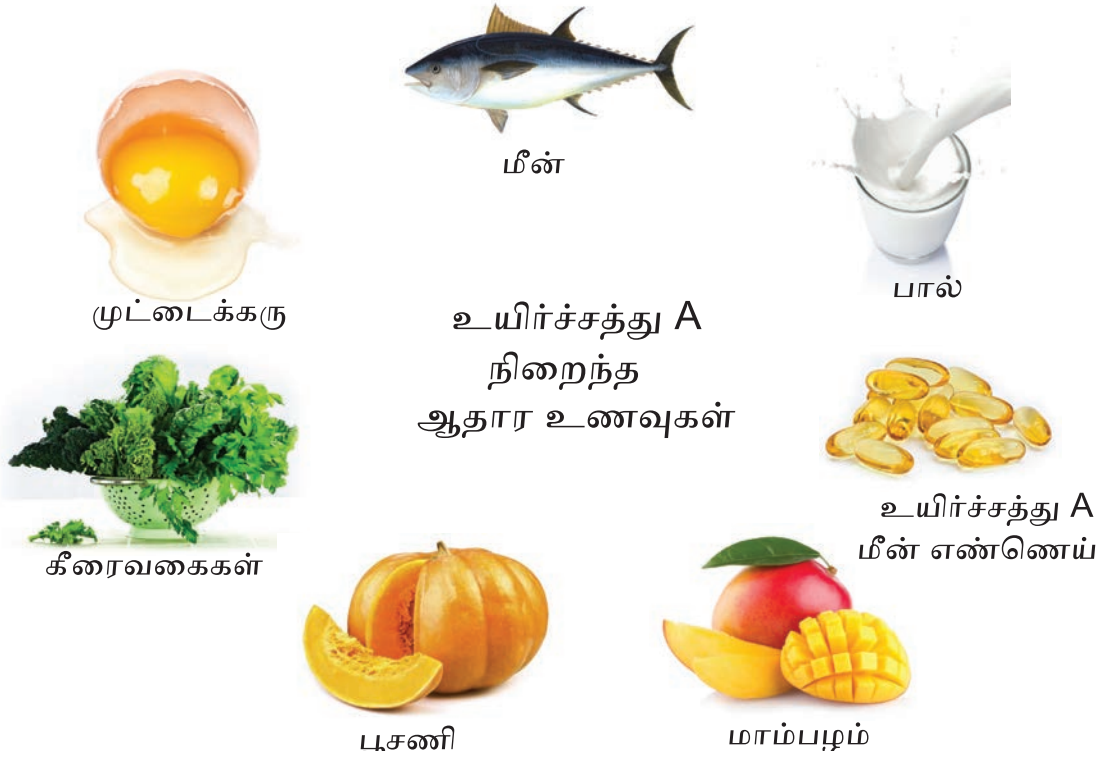 மீன்
முட்டைக்கரு
பால்
உயிர்ச்சத்து A
நிறைந்த
ஆதார உணவுகள்
உயிர்ச்சத்து A
மீன் எண்ணெய்
கீரைவகைகள்
பூசணி
மாம்பழம்